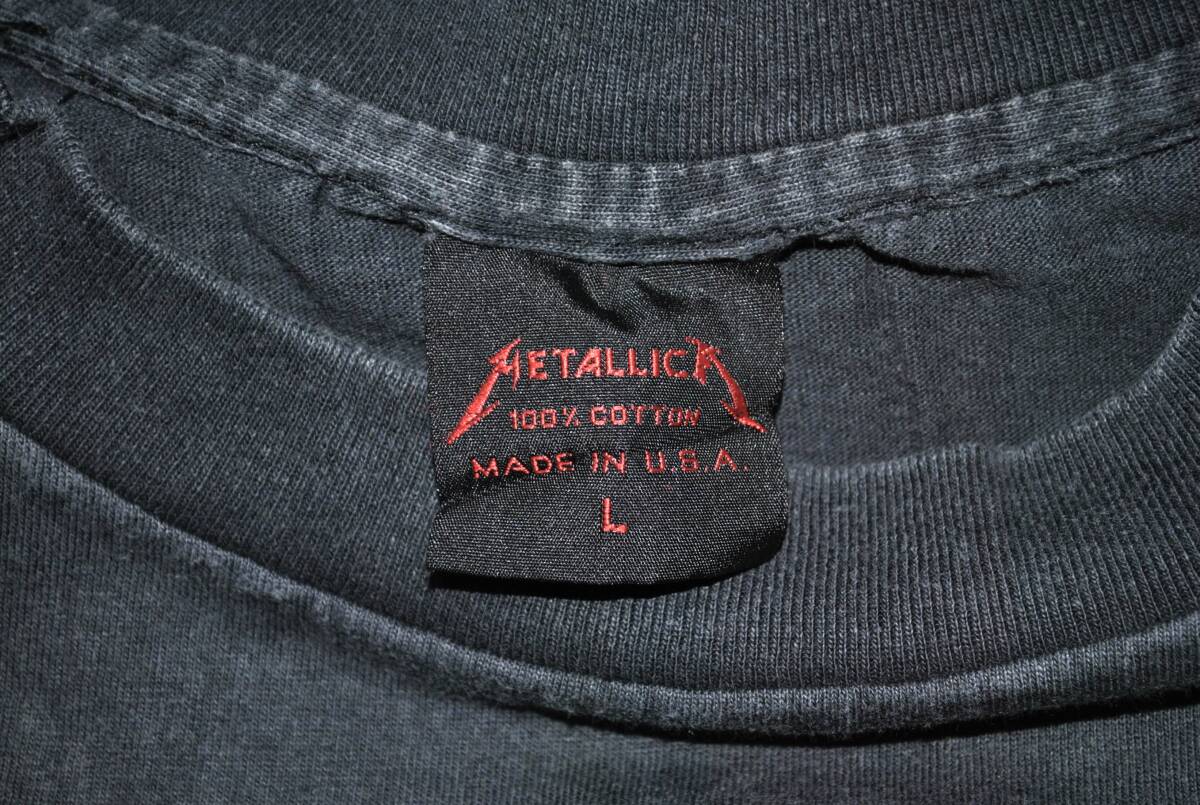 METALLICA
100% COTTON
MADE IN U.S.A.
L